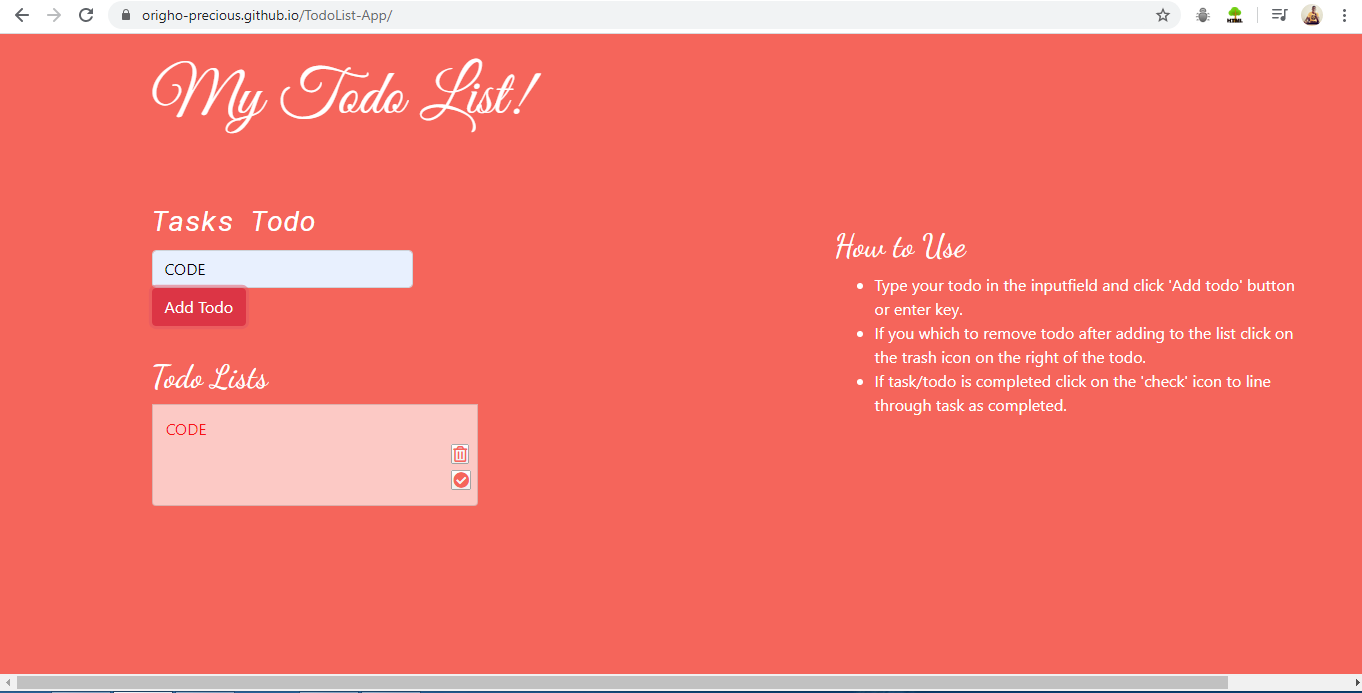 origho-precious.github.io/TodoList-App/
HTML
My Todo List!
Tasks Todo
CODE
Add Todo
Todo Lists
CODE
How to Use
Type your todo in the inputfield and click 'Add todo' button
or enter key.
If you which to remove todo after adding to the list click on
the trash icon on the right of the todo.
If task/todo is completed click on the 'check' icon to line
through task as completed.